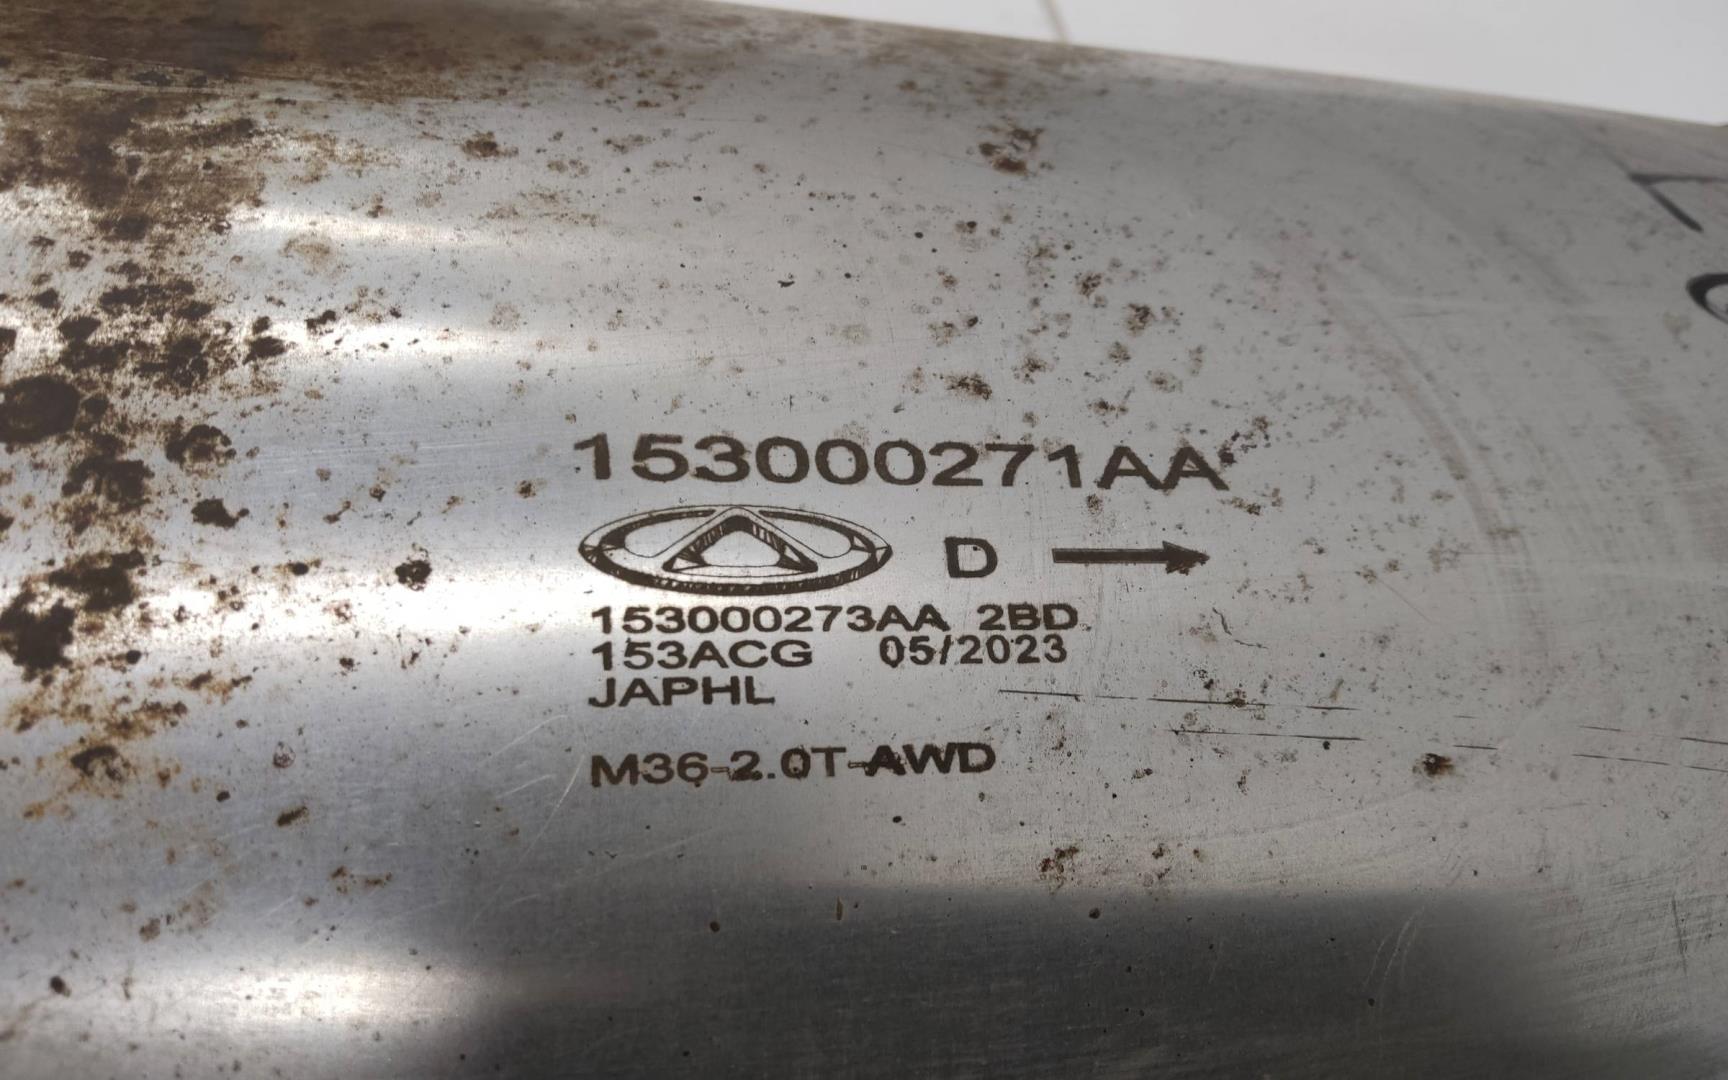 153000271AA
D
153000273AA 2BD
153ACG 05/2023
JAPHL
M36-2.0T-AWD